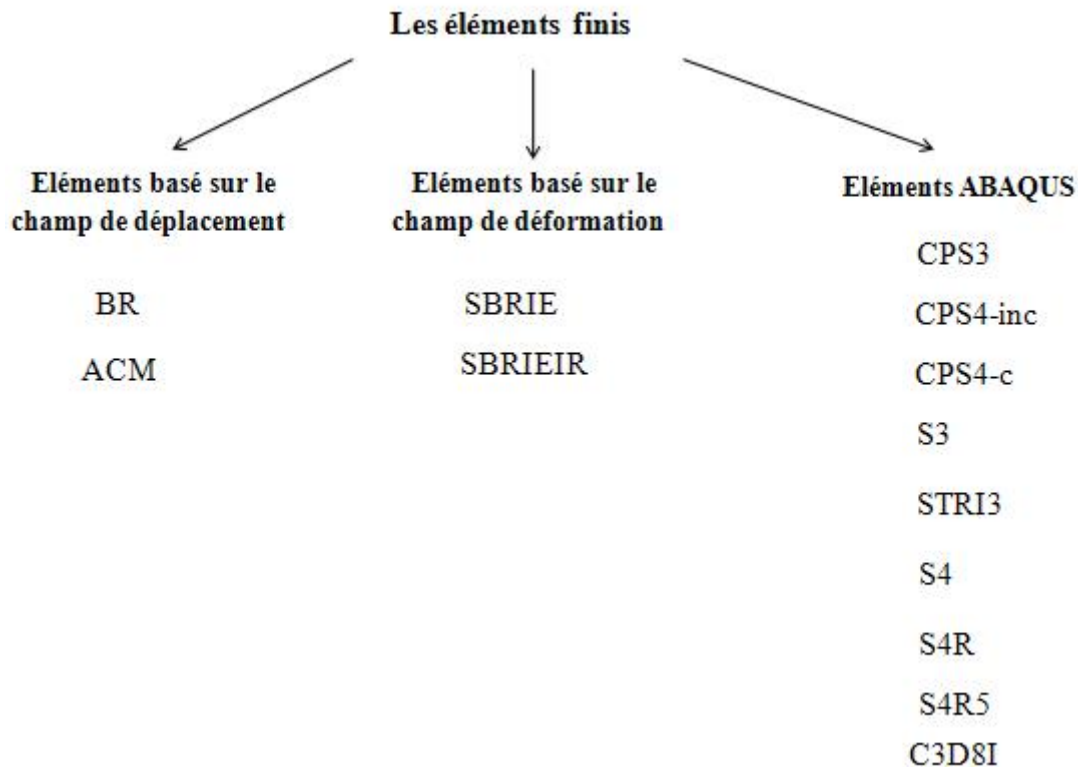 Les éléments finis
Eléments basé sur le
champ de déplacement
BR
ACM
Eléments basé sur le
champ de déformation
SBRIE
SBRIEIR
Eléments ABAQUS
CPS3
CPS4-inc
CPS4-c
S3
STRI3
S4
S4R
S4R5
C3D8I